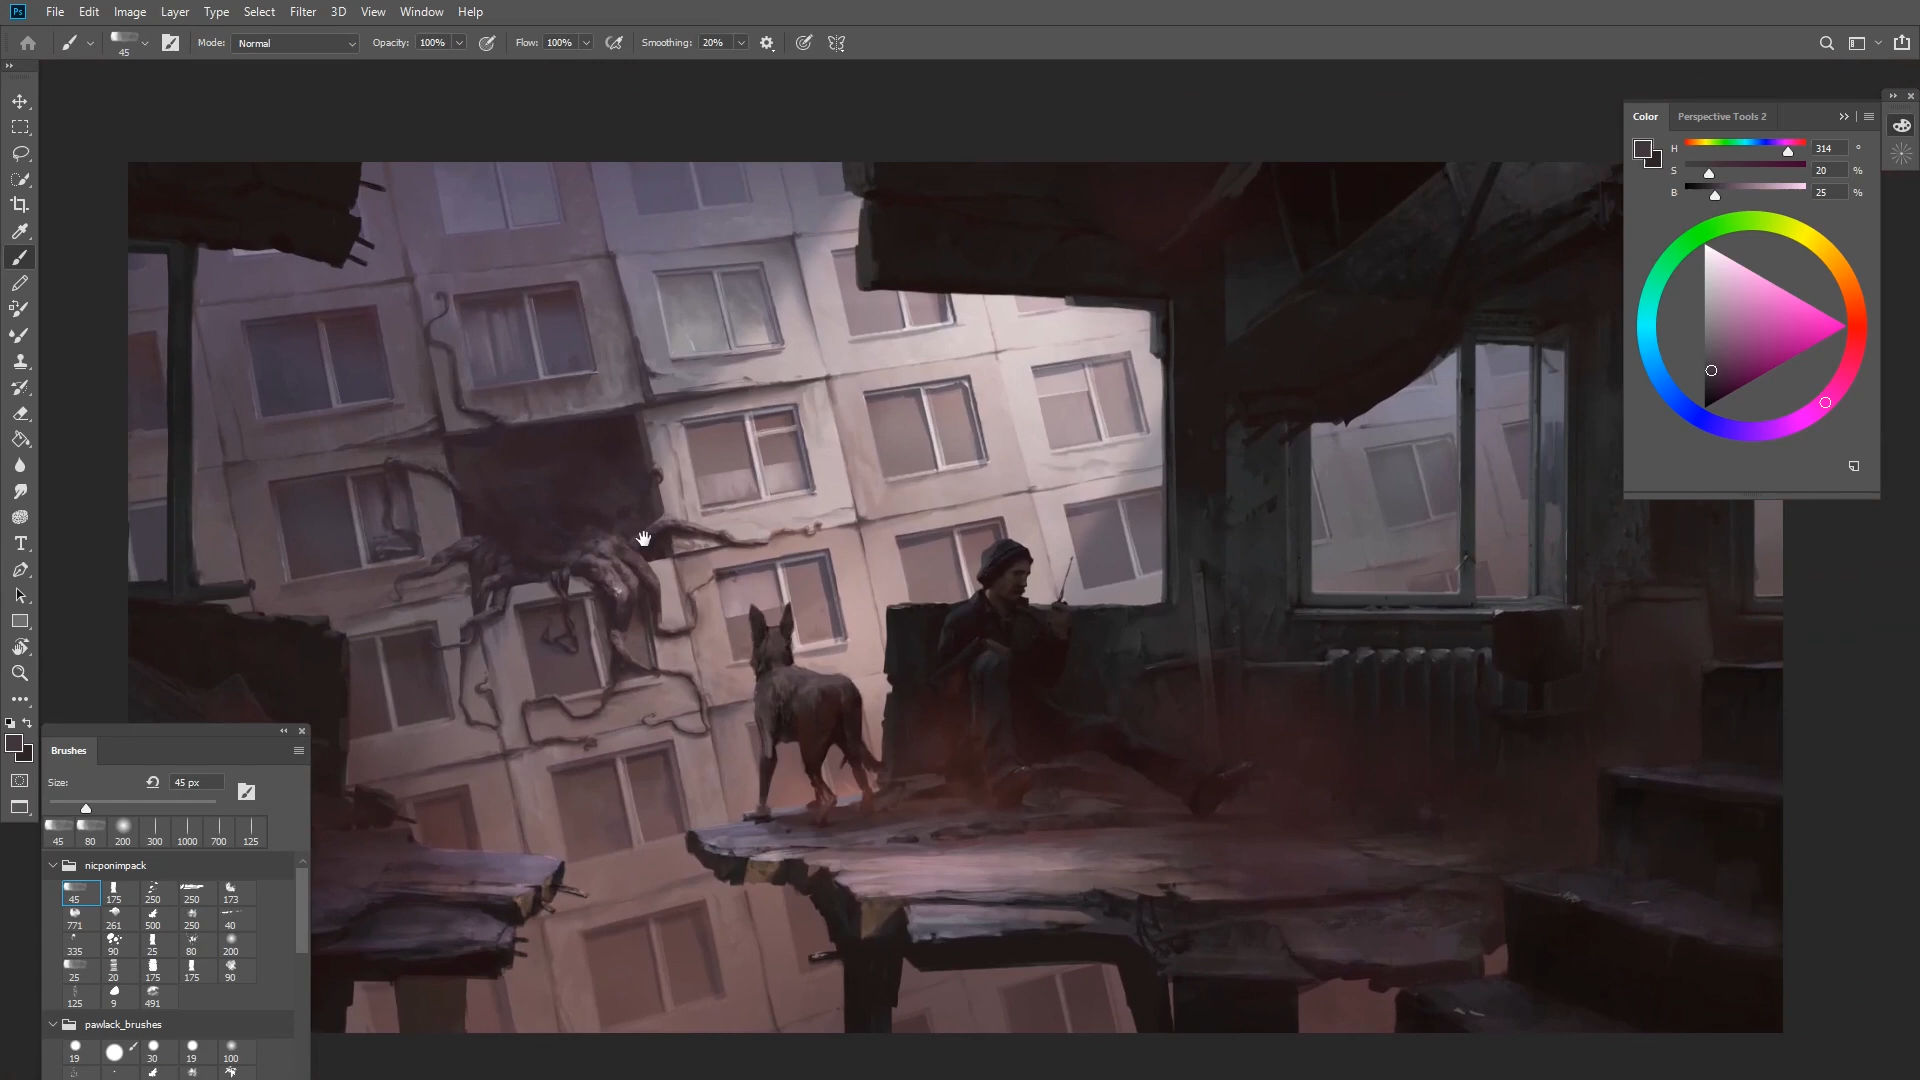 Ps File Edit Image Layer Type Select Filter 3D View Window Help
45 Mode: Normal Opacity: 100% Flow: 100% Smoothing: 20%
Color Perspective Tools 2
H 314 °
S 20 %
B 25 %
Brushes
Size: 45 px
45 80 200 300 1000 700 125
nicponimpack
45 175 250 250 173
771 261 500 250 40
335 90 25 80 200
25 20 175 175 90
125 9 491
pawlack_brushes
19 30 19 100